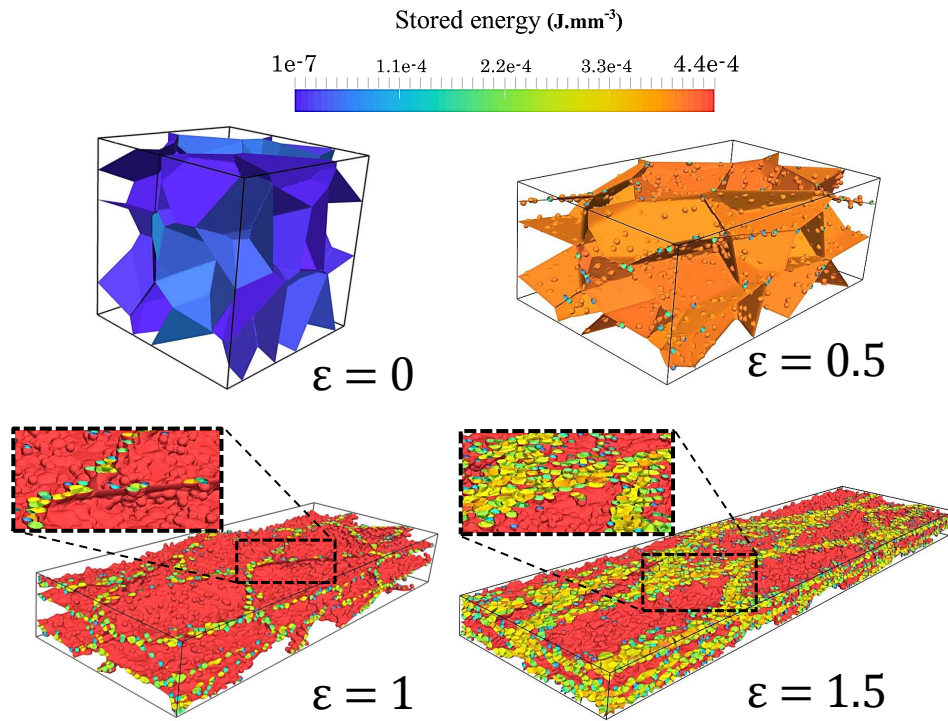 Stored energy (J.mm⁻³)
1e-7 1.1e-4 2.2e-4 3.3e-4 4.4e-4
ε = 0
ε = 0.5
ε = 1
ε = 1.5